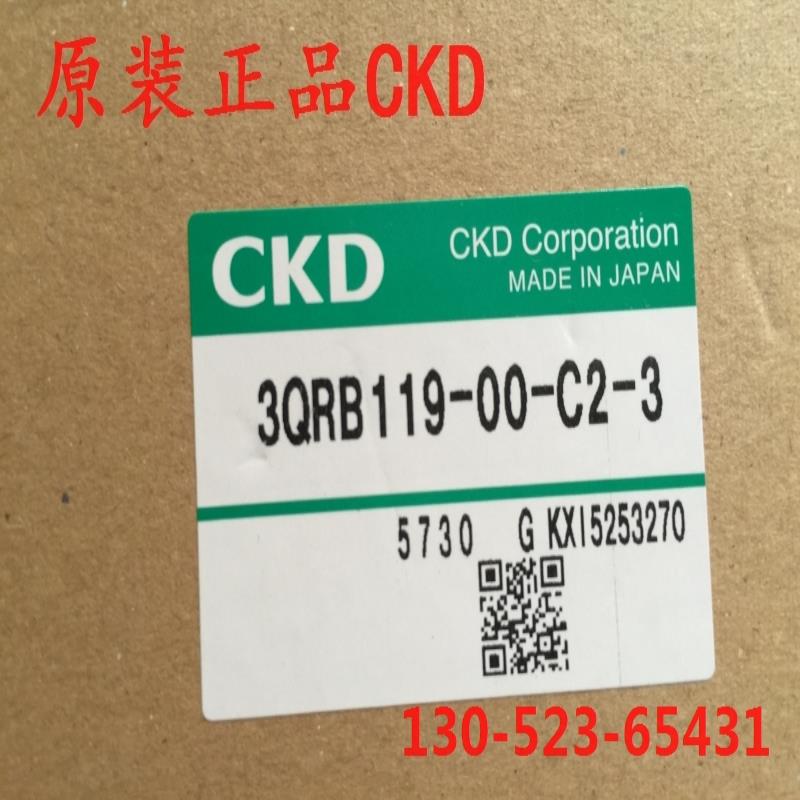 原装正品CKD
CKD
CKD Corporation
MADE IN JAPAN
3QRB119-00-C2-3
5730 G KXI5253270
130-523-65431